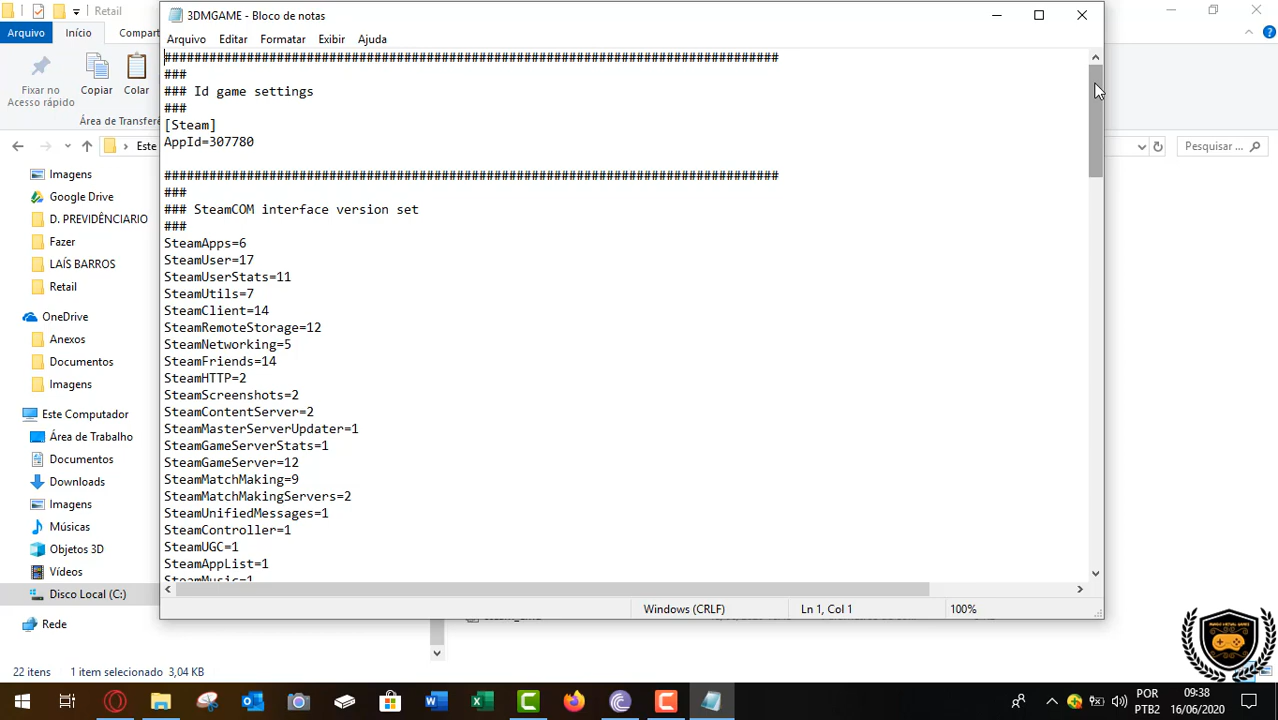 Retail
3DMGAME - Bloco de notas
Arquivo Início Compart
Arquivo Editar Formatar Exibir Ajuda
Fixar no
Acesso rápido
Copiar
Colar
Área de Transferê
Este
Pesquisar ...
Imagens
Google Drive
D. PREVIDÊNCIARIO
Fazer
LAÍS BARROS
Retail
OneDrive
Anexos
Documentos
Imagens
Este Computador
Área de Trabalho
Documentos
Downloads
Imagens
Músicas
Objetos 3D
Vídeos
Disco Local (C:)
Rede
##################################################################################
###
### Id game settings
###
[Steam]
AppId=307780
##################################################################################
###
### SteamCOM interface version set
###
SteamApps=6
SteamUser=17
SteamUserStats=11
SteamUtils=7
SteamClient=14
SteamRemoteStorage=12
SteamNetworking=5
SteamFriends=14
SteamHTTP=2
SteamScreenshots=2
SteamContentServer=2
SteamMasterServerUpdater=1
SteamGameServerStats=1
SteamGameServer=12
SteamMatchMaking=9
SteamMatchMakingServers=2
SteamUnifiedMessages=1
SteamController=1
SteamUGC=1
SteamAppList=1
SteamMusic=1
Windows (CRLF) Ln 1, Col 1 100%
22 itens 1 item selecionado 3,04 KB
POR
PTB2
09:38
16/06/2020